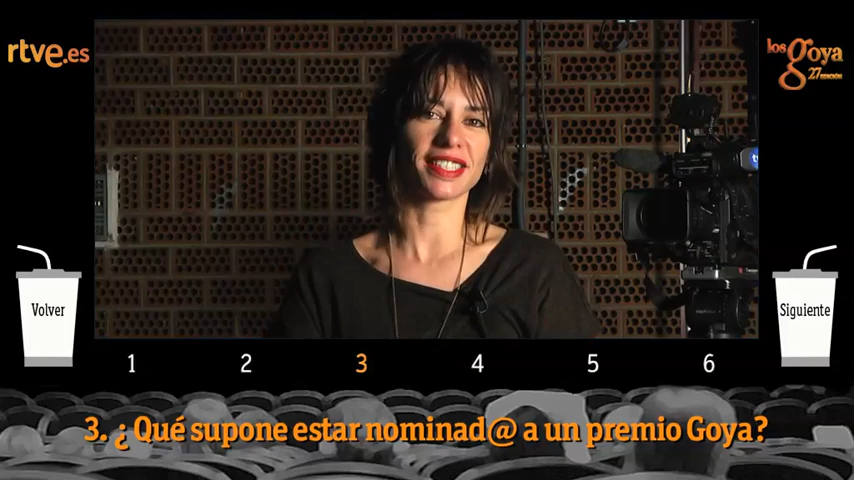 rtve.es
los
goya
27 EDICIÓN
Volver
Siguiente
1 2 3 4 5 6
3. ¿Qué supone estar nominad@ a un premio Goya?